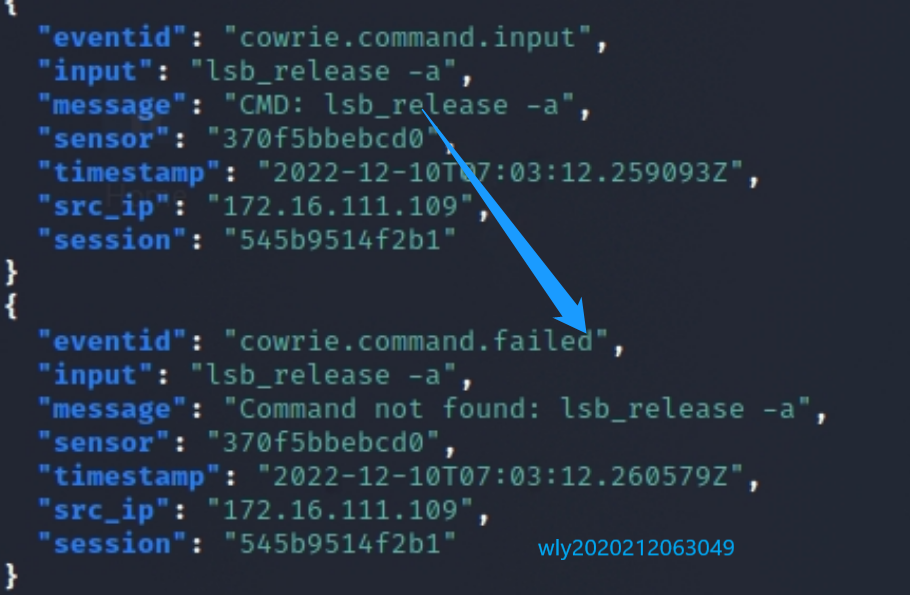 {
"eventid": "cowrie.command.input",
"input": "lsb_release -a",
"message": "CMD: lsb_release -a",
"sensor": "370f5bbebcd0",
"timestamp": "2022-12-10T07:03:12.259093Z",
"src_ip": "172.16.111.109",
"session": "545b9514f2b1"
}
{
"eventid": "cowrie.command.failed",
"input": "lsb_release -a",
"message": "Command not found: lsb_release -a",
"sensor": "370f5bbebcd0",
"timestamp": "2022-12-10T07:03:12.260579Z",
"src_ip": "172.16.111.109",
"session": "545b9514f2b1"
wly2020212063049
}